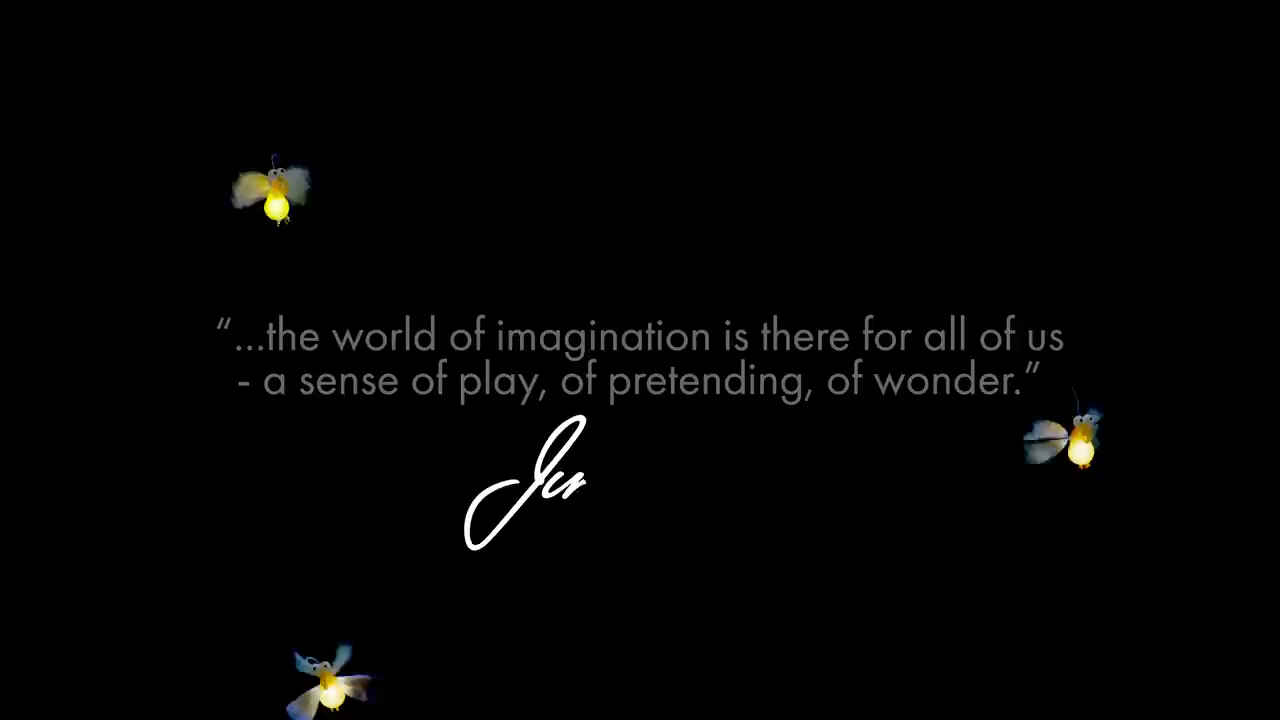 “...the world of imagination is there for all of us
- a sense of play, of pretending, of wonder.”